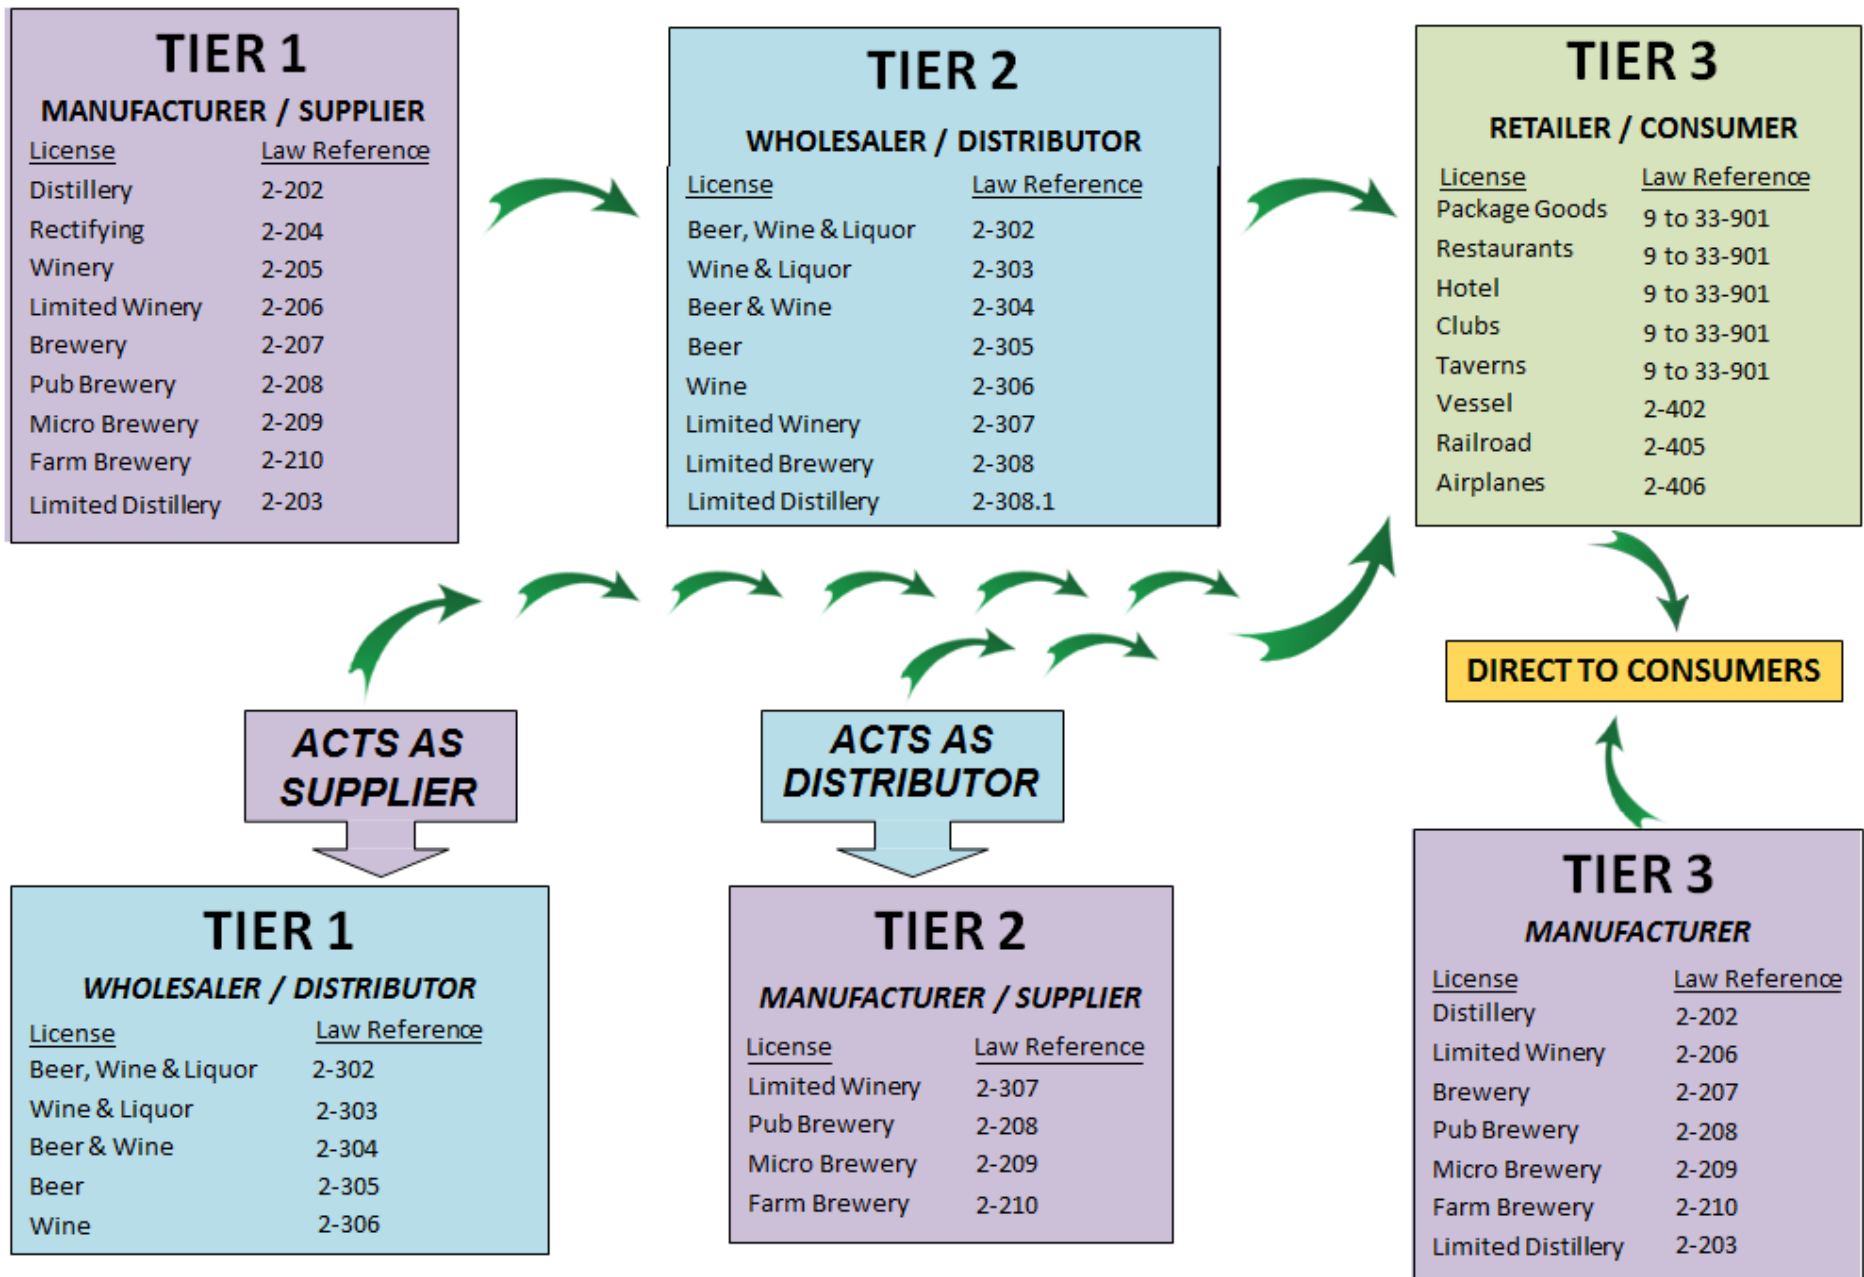 TIER 1
MANUFACTURER / SUPPLIER
License Law Reference
Distillery 2-202
Rectifying 2-204
Winery 2-205
Limited Winery 2-206
Brewery 2-207
Pub Brewery 2-208
Micro Brewery 2-209
Farm Brewery 2-210
Limited Distillery 2-203
TIER 2
WHOLESALER / DISTRIBUTOR
License Law Reference
Beer, Wine & Liquor 2-302
Wine & Liquor 2-303
Beer & Wine 2-304
Beer 2-305
Wine 2-306
Limited Winery 2-307
Limited Brewery 2-308
Limited Distillery 2-308.1
TIER 3
RETAILER / CONSUMER
License Law Reference
Package Goods 9 to 33-901
Restaurants 9 to 33-901
Hotel 9 to 33-901
Clubs 9 to 33-901
Taverns 9 to 33-901
Vessel 2-402
Railroad 2-405
Airplanes 2-406
DIRECT TO CONSUMERS
ACTS AS
SUPPLIER
ACTS AS
DISTRIBUTOR
TIER 1
WHOLESALER / DISTRIBUTOR
License Law Reference
Beer, Wine & Liquor 2-302
Wine & Liquor 2-303
Beer & Wine 2-304
Beer 2-305
Wine 2-306
TIER 2
MANUFACTURER / SUPPLIER
License Law Reference
Limited Winery 2-307
Pub Brewery 2-208
Micro Brewery 2-209
Farm Brewery 2-210
TIER 3
MANUFACTURER
License Law Reference
Distillery 2-202
Limited Winery 2-206
Brewery 2-207
Pub Brewery 2-208
Micro Brewery 2-209
Farm Brewery 2-210
Limited Distillery 2-203